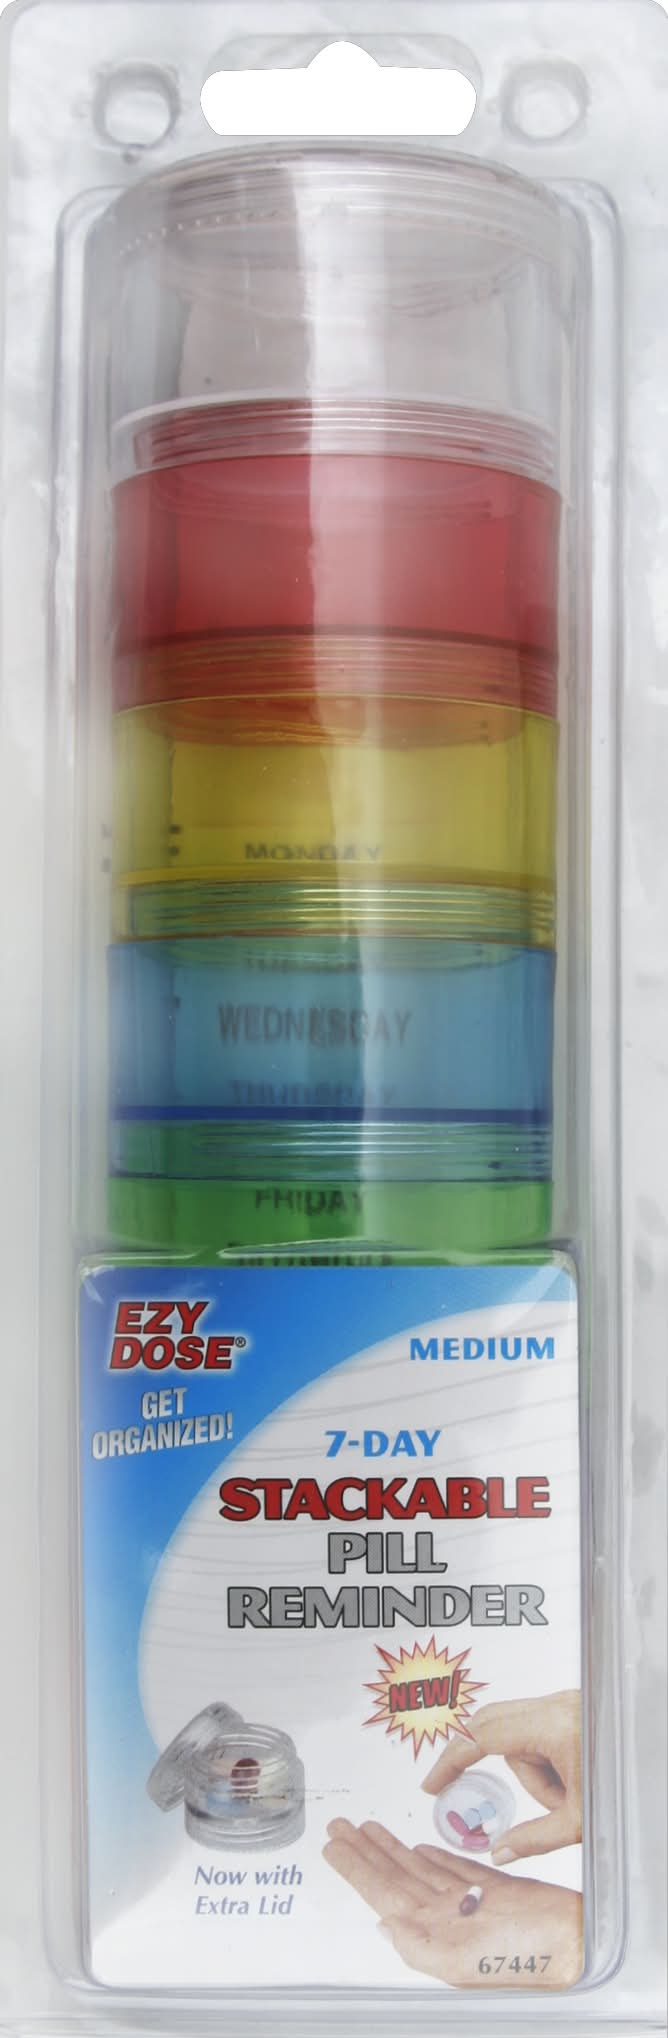 MONDAY
WEDNESDAY
THURSDAY
FRIDAY
EZY
DOSE®
GET
ORGANIZED!
MEDIUM
7-DAY
STACKABLE
PILL
REMINDER
NEW!
Now with
Extra Lid
67447